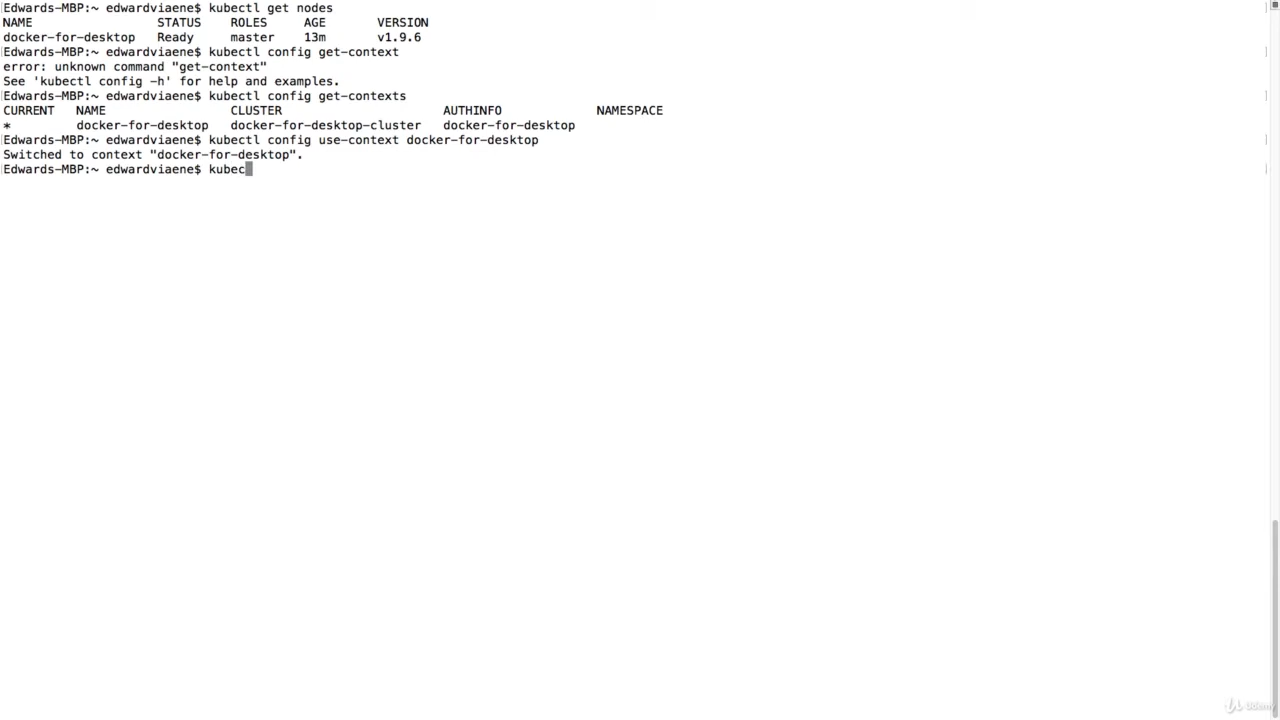 Edwards-MBP:~ edwardviaene$ kubectl get nodes
NAME STATUS ROLES AGE VERSION
docker-for-desktop Ready master 13m v1.9.6
Edwards-MBP:~ edwardviaene$ kubectl config get-context
error: unknown command "get-context"
See 'kubectl config -h' for help and examples.
Edwards-MBP:~ edwardviaene$ kubectl config get-contexts
CURRENT NAME CLUSTER AUTHINFO NAMESPACE
* docker-for-desktop docker-for-desktop-cluster docker-for-desktop
Edwards-MBP:~ edwardviaene$ kubectl config use-context docker-for-desktop
Switched to context "docker-for-desktop".
Edwards-MBP:~ edwardviaene$ kubec
Udemy